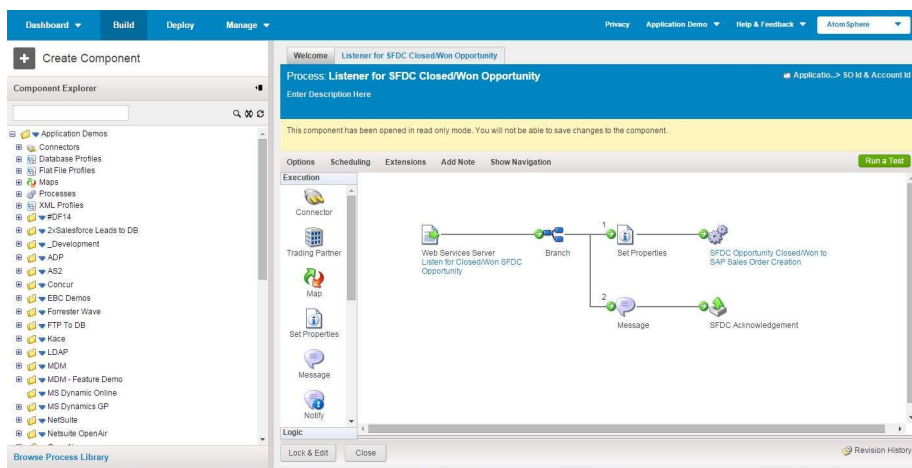 Dashboard Build Deploy Manage Privacy Application Demo Help & Feedback AtomSphere
Create Component
Component Explorer
Application Demos
Connectors
Database Profiles
Flat File Profiles
Maps
Processes
XML Profiles
#DF14
2xSalesforce Leads to DB
_Development
ADP
AS2
Concur
EBC Demos
Forrester Wave
FTP To DB
Kace
LDAP
MDM
MDM - Feature Demo
MS Dynamic Online
MS Dynamics GP
NetSuite
Netsuite OpenAir
Browse Process Library
Welcome Listener for SFDC Closed/Won Opportunity
Process: Listener for SFDC Closed/Won Opportunity
Applicatio...> SO Id & Account Id
Enter Description Here
This component has been opened in read only mode. You will not be able to save changes to the component.
Options Scheduling Extensions Add Note Show Navigation Run a Test
Execution
Connector
Trading Partner
Map
Set Properties
Message
Notify
Logic
Web Services Server
Listen for Closed/Won SFDC
Opportunity
Branch
1
Set Properties
SFDC Opportunity Closed/Won to
SAP Sales Order Creation
2
Message
SFDC Acknowledgement
Lock & Edit Close Revision History